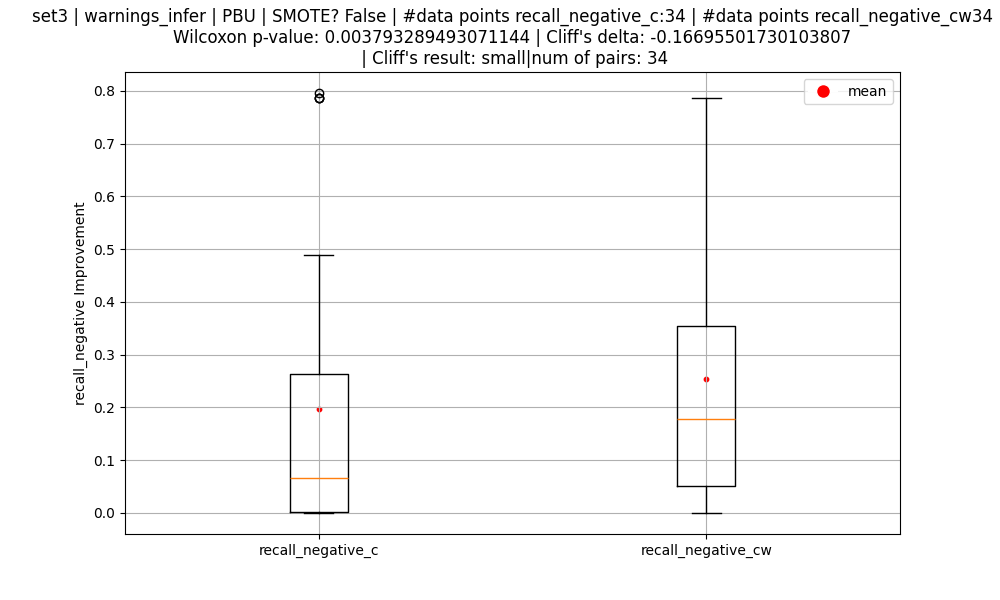 set3 | warnings_infer | PBU | SMOTE? False | #data points recall_negative_c:34 | #data points recall_negative_cw34
Wilcoxon p-value: 0.003793289493071144 | Cliff's delta: -0.16695501730103807
| Cliff's result: small|num of pairs: 34
mean
recall_negative Improvement
0.8
0.7
0.6
0.5
0.4
0.3
0.2
0.1
0.0
recall_negative_c
recall_negative_cw